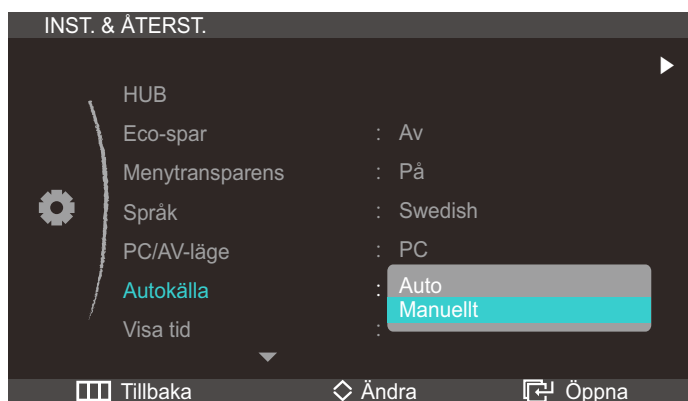 INST. & ÅTERST.
HUB
Eco-spar : Av
Menytransparens : På
Språk : Swedish
PC/AV-läge : PC
Autokälla : Auto
Manuellt
Visa tid :
Tillbaka Ändra Öppna